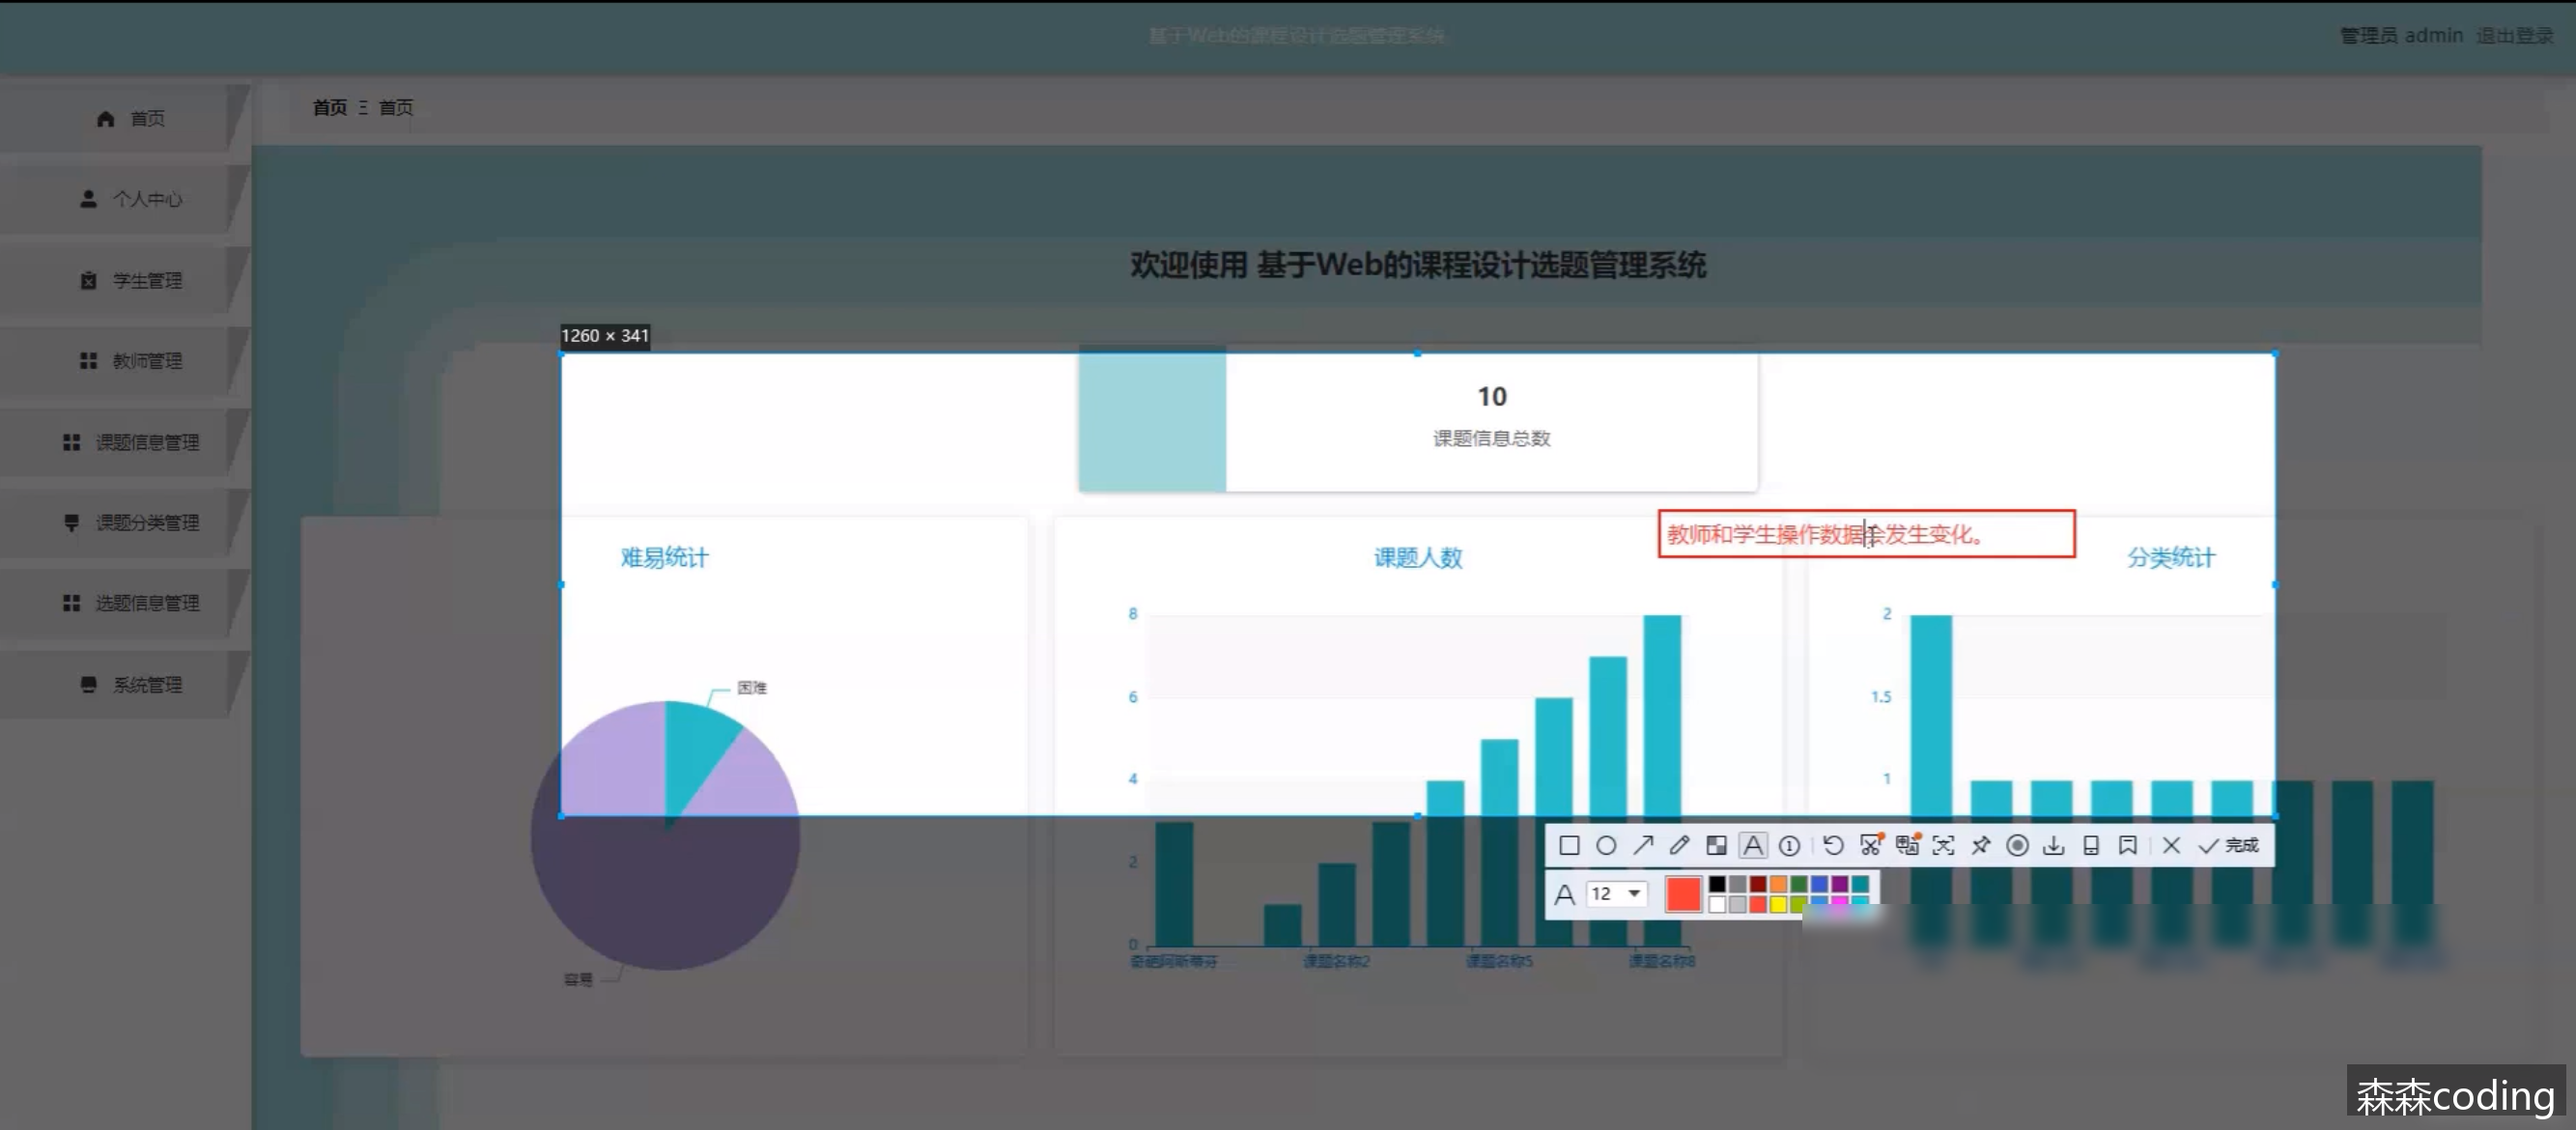 基于Web的课程设计选题管理系统
管理员 admin 退出登录
首页
个人中心
学生管理
教师管理
课题信息管理
课题分类管理
选题信息管理
系统管理
首页 Ξ 首页
欢迎使用 基于Web的课程设计选题管理系统
1260 × 341
10
课题信息总数
教师和学生操作数据会发生变化。
难易统计
困难
容易
课题人数
8
6
4
2
0
课题名称2
课题名称5
课题名称8
分类统计
2
1.5
1
完成
A 12
森森coding